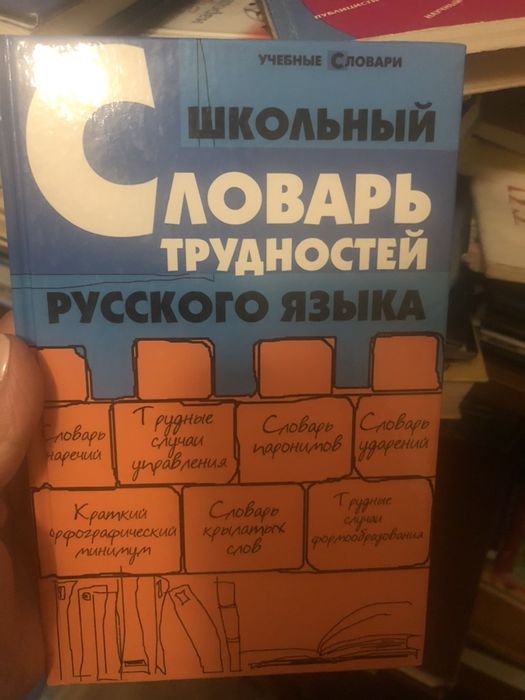 ПУБЛИЦИСТИ
УЧЕБНЫЕ СЛОВАРИ
ШКОЛЬНЫЙ
СЛОВАРЬ
ТРУДНОСТЕЙ
РУССКОГО ЯЗЫКА
Словарь
наречий
Трудные
случаи
управления
Словарь
паронимов
Словарь
ударений
Краткий
орфографический
минимум
Словарь
крылатых
слов
Трудные
случаи
формообразования